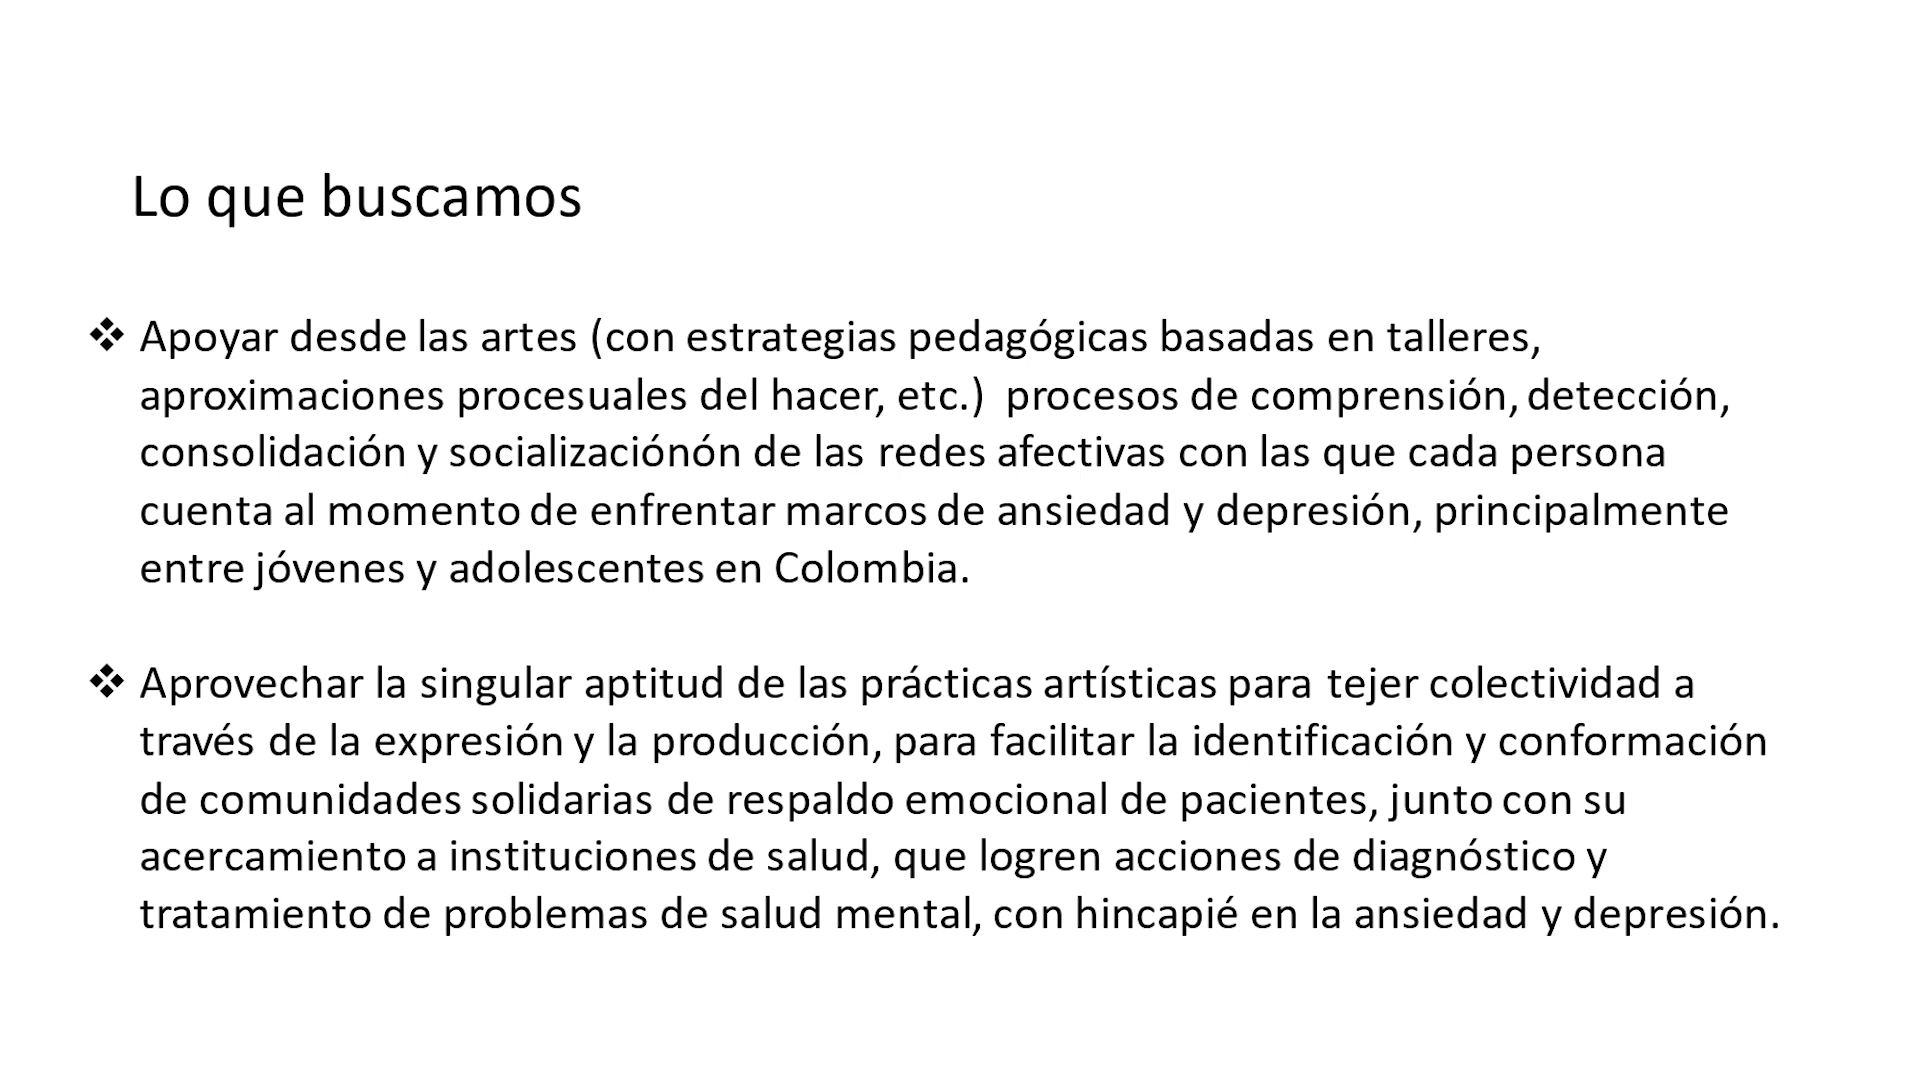 Lo que buscamos
❖ Apoyar desde las artes (con estrategias pedagógicas basadas en talleres,
aproximaciones procesuales del hacer, etc.)  procesos de comprensión, detección,
consolidación y socializaciónón de las redes afectivas con las que cada persona
cuenta al momento de enfrentar marcos de ansiedad y depresión, principalmente
entre jóvenes y adolescentes en Colombia.
❖ Aprovechar la singular aptitud de las prácticas artísticas para tejer colectividad a
través de la expresión y la producción, para facilitar la identificación y conformación
de comunidades solidarias de respaldo emocional de pacientes, junto con su
acercamiento a instituciones de salud, que logren acciones de diagnóstico y
tratamiento de problemas de salud mental, con hincapié en la ansiedad y depresión.